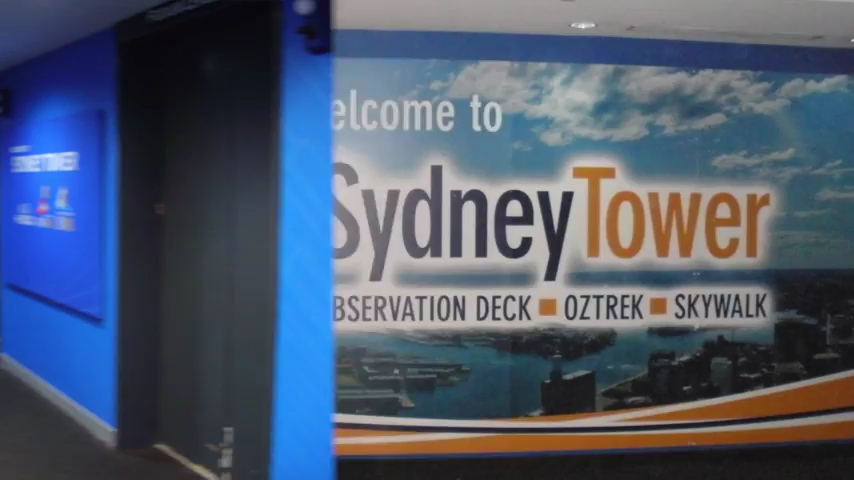 elcome to
SydneyTower
BSERVATION DECK ▪ OZTREK ▪ SKYWALK